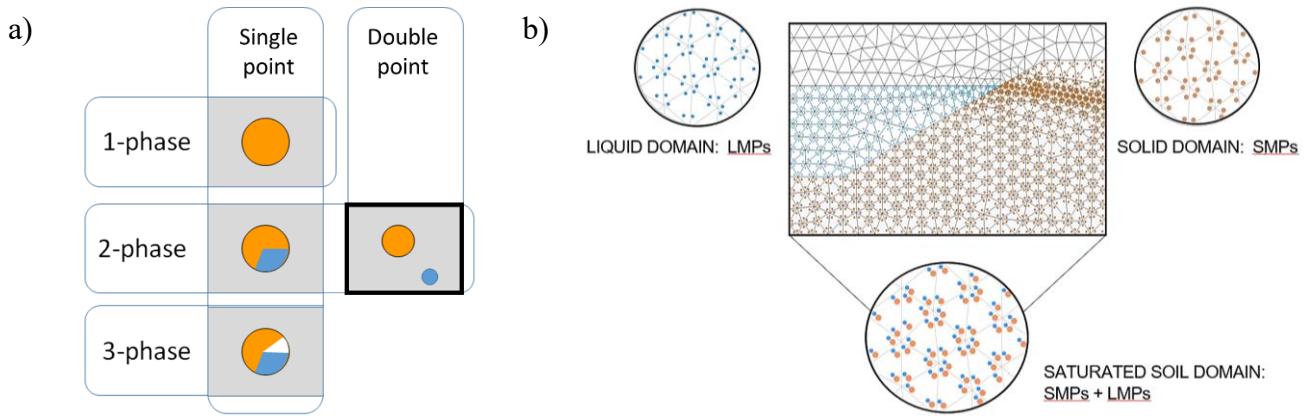 a)
Single
point
Double
point
1-phase
2-phase
3-phase
b)
LIQUID DOMAIN: LMPs
SOLID DOMAIN: SMPs
SATURATED SOIL DOMAIN:
SMPs + LMPs